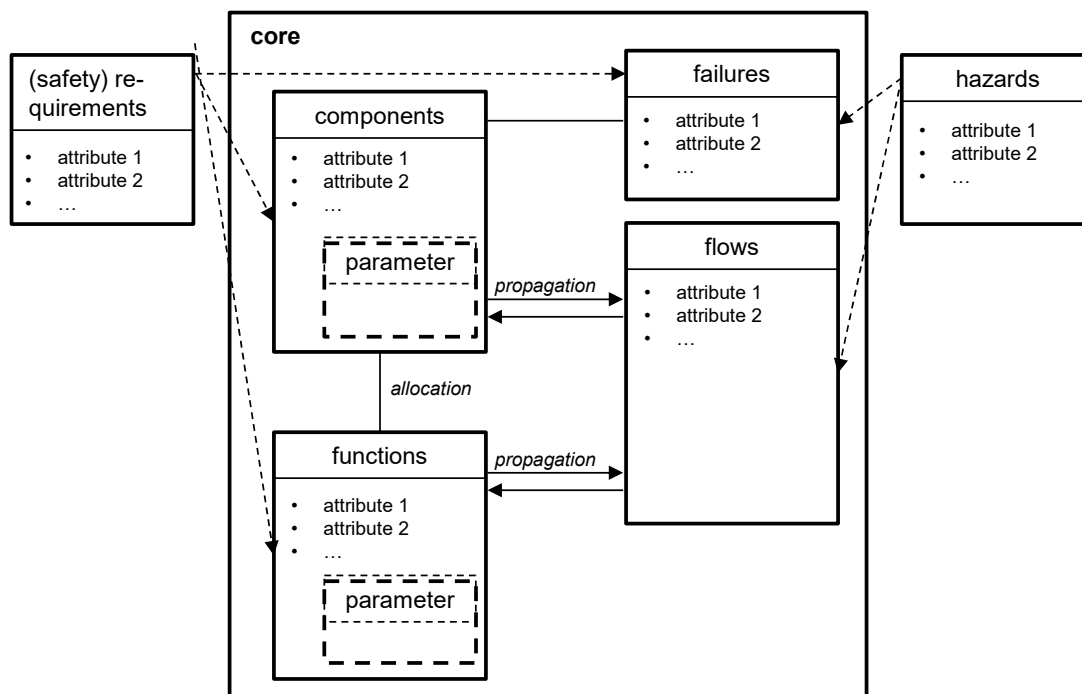 core
(safety) re-
quirements
• attribute 1
• attribute 2
• …
components
• attribute 1
• attribute 2
• …
parameter
failures
• attribute 1
• attribute 2
• …
hazards
• attribute 1
• attribute 2
• …
flows
• attribute 1
• attribute 2
• …
propagation
allocation
functions
• attribute 1
• attribute 2
• …
parameter
propagation